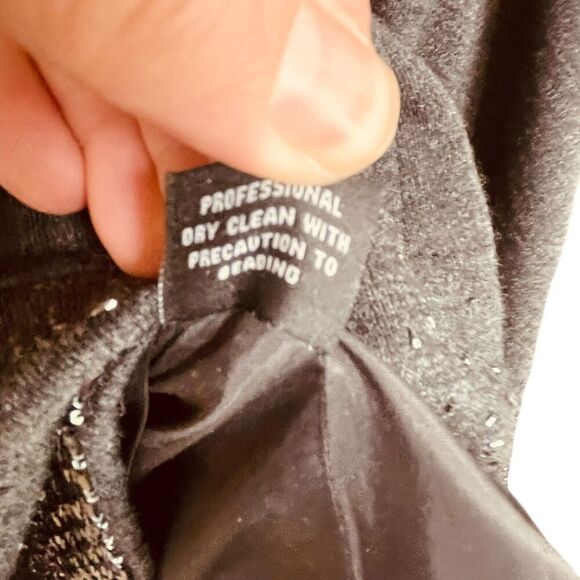 PROFESSIONAL
DRY CLEAN WITH
PRECAUTION TO
BEADING